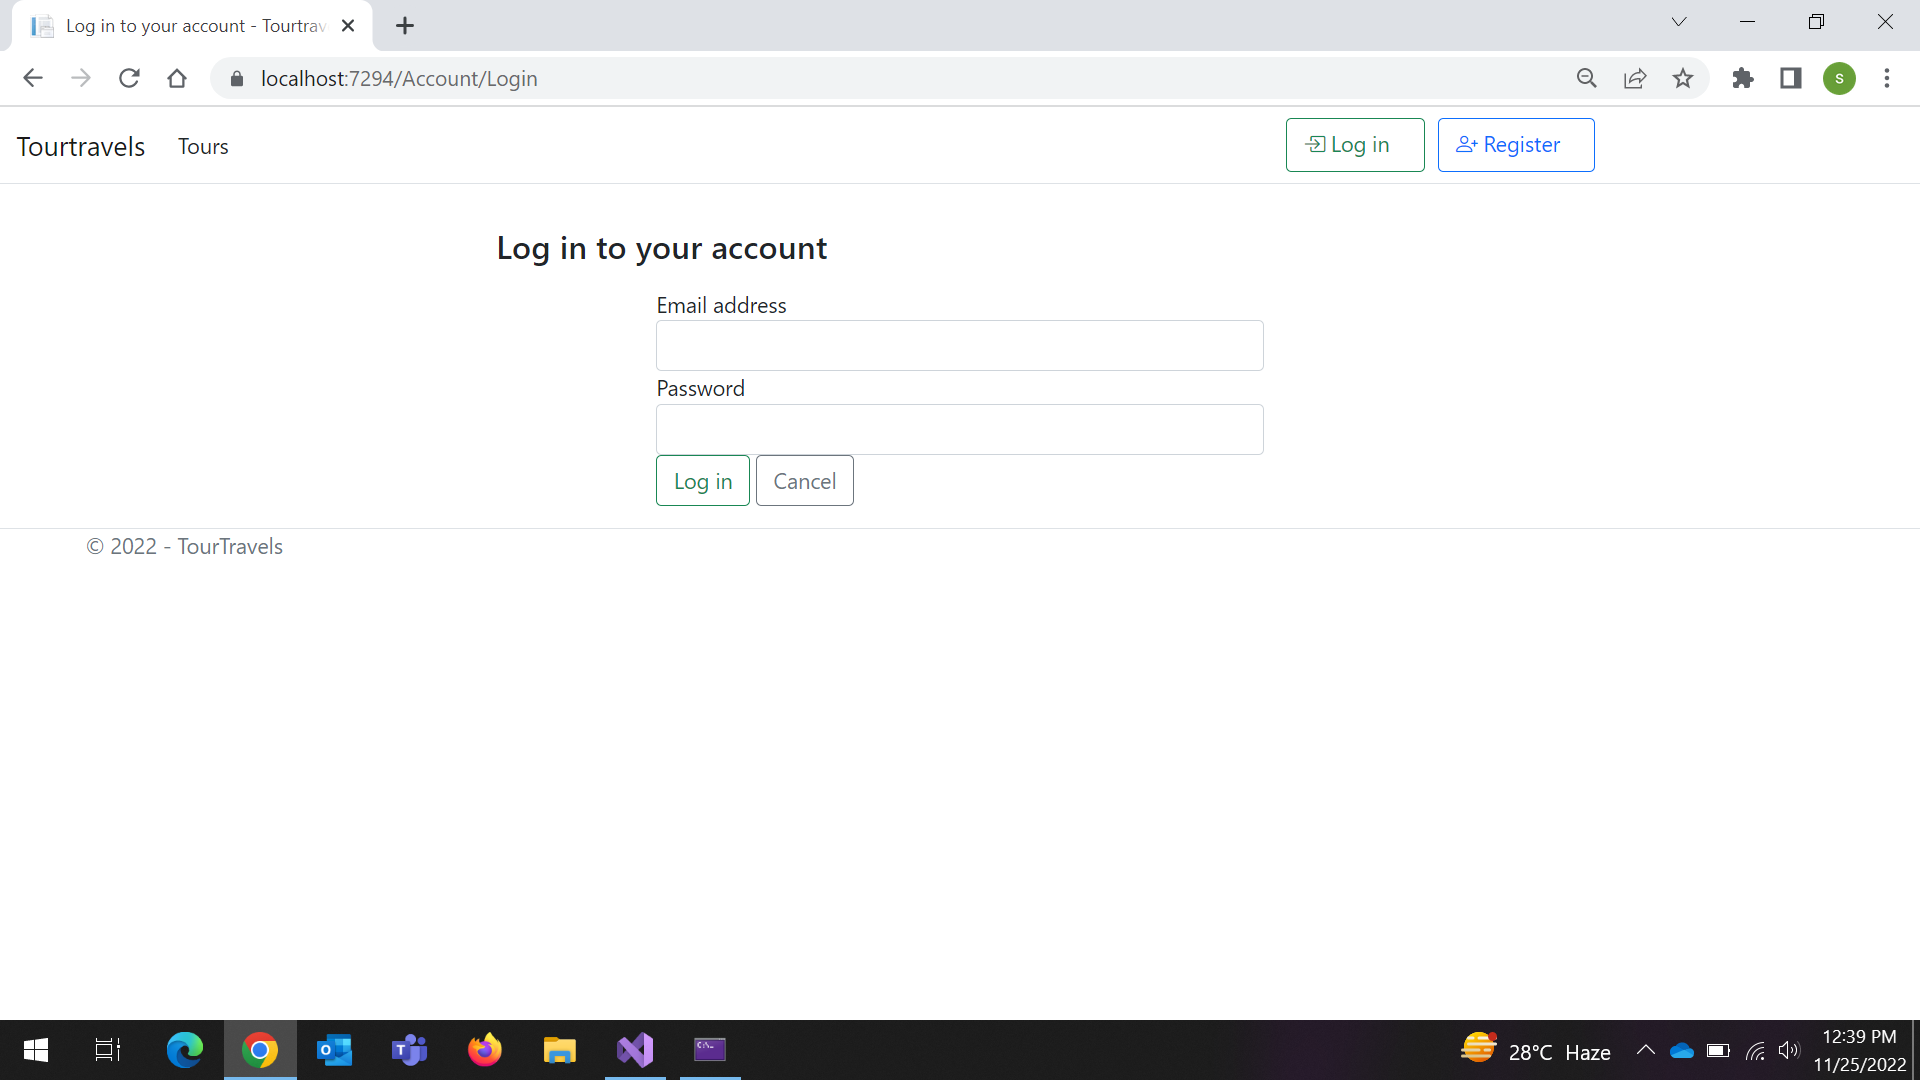 Log in to your account - Tourtrav
localhost:7294/Account/Login
s
Tourtravels
Tours
Log in
Register
Log in to your account
Email address
Password
Log in
Cancel
© 2022 - TourTravels
28°C Haze
12:39 PM
11/25/2022